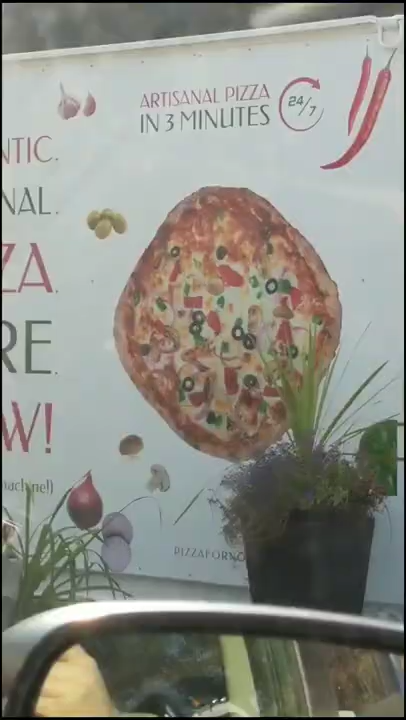 ARTISANAL PIZZA
IN 3 MINUTES
24/7
NTIC.
NAL.
ZA.
RE.
W!
PIZZAFORNO